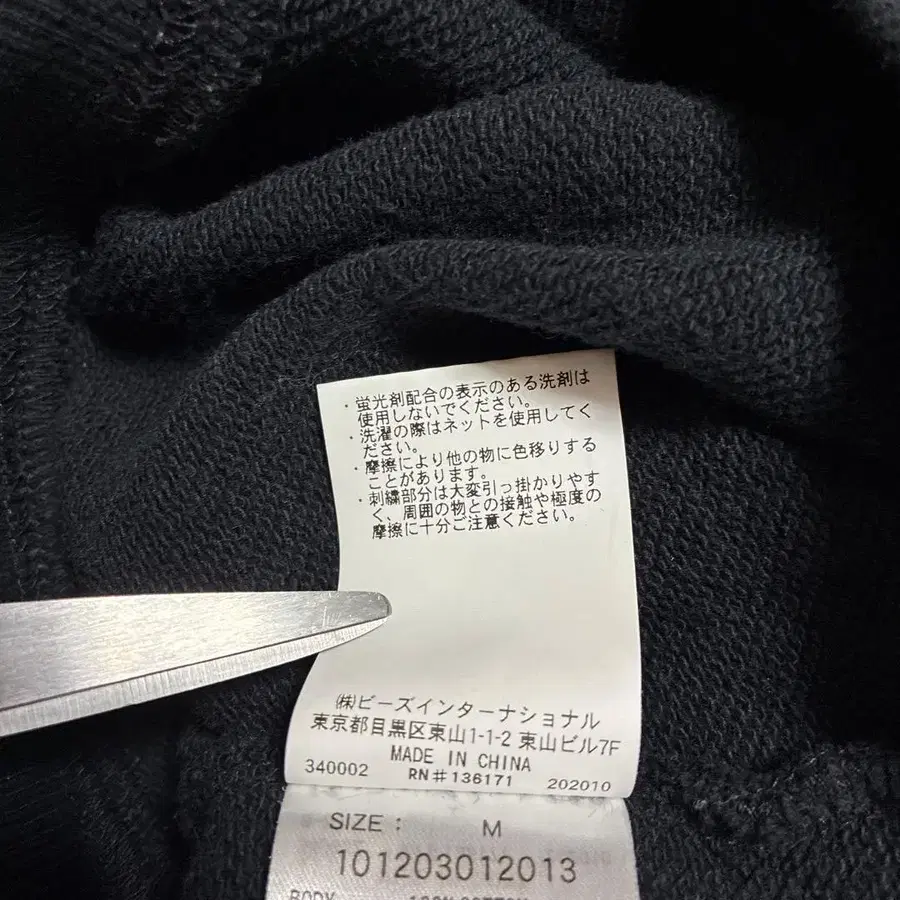 ・蛍光剤配合の表示のある洗剤は
使用しないでください。
・洗濯の際はネットを使用してく
ださい。
・摩擦により他の物に色移りする
ことがあります。
・刺繍部分は大変引っ掛かりやす
く、周囲の物との接触や極度の
摩擦に十分ご注意ください。
㈱ビーズインターナショナル
東京都目黒区東山1-1-2 東山ビル7F
MADE IN CHINA
340002 RN#136171 202010
SIZE : M
101203012013
BODY 100% COTTON